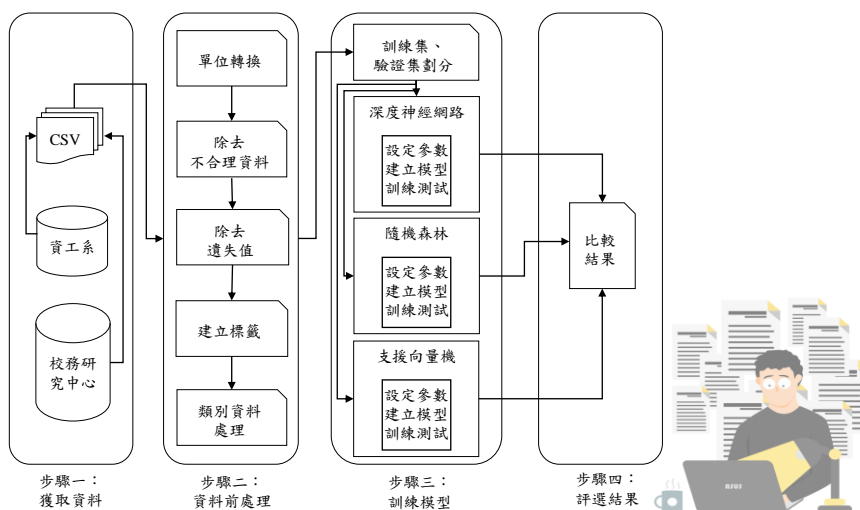 CSV
資工系
校務研
究中心
步驟一：
獲取資料
單位轉換
除去
不合理資料
除去
遺失值
建立標籤
類別資料
處理
步驟二：
資料前處理
訓練集、
驗證集劃分
深度神經網路
設定參數
建立模型
訓練測試
隨機森林
設定參數
建立模型
訓練測試
支援向量機
設定參數
建立模型
訓練測試
步驟三：
訓練模型
比較
結果
步驟四：
評選結果
ASUS